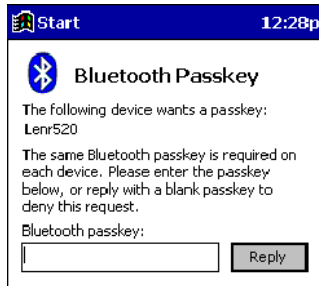 Start 12:28p
Bluetooth Passkey
The following device wants a passkey:
Lenr520
The same Bluetooth passkey is required on
each device. Please enter the passkey
below, or reply with a blank passkey to
deny this request.
Bluetooth passkey:
Reply